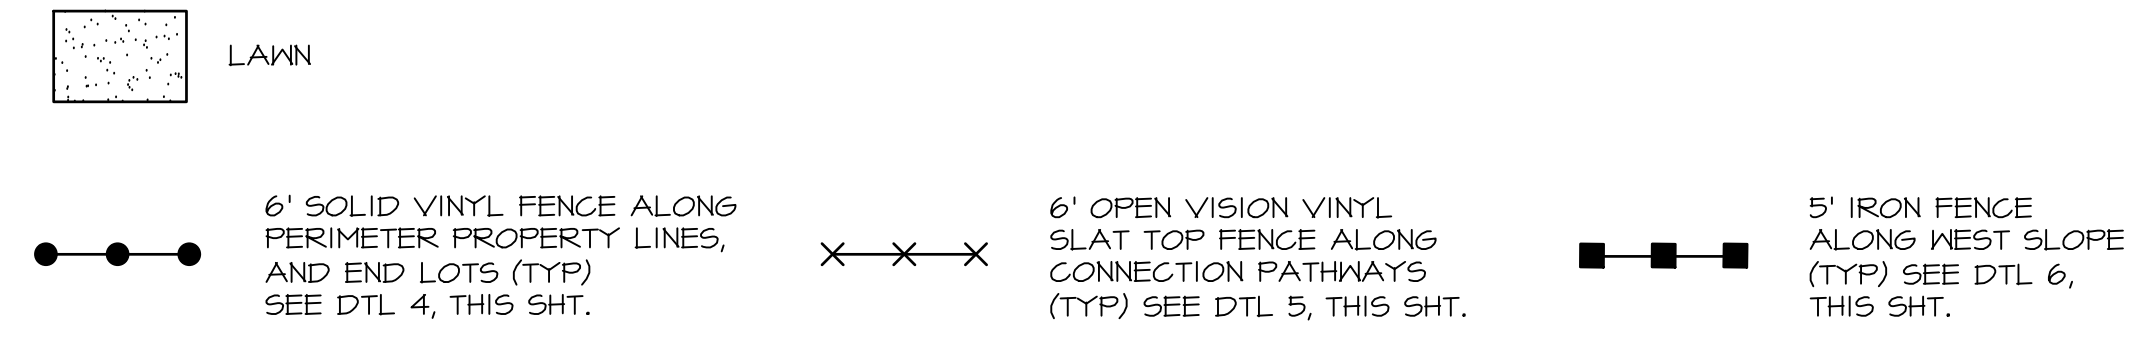 LAWN
6' SOLID VINYL FENCE ALONG
PERIMETER PROPERTY LINES,
AND END LOTS (TYP)
SEE DTL 4, THIS SHT.
6' OPEN VISION VINYL
SLAT TOP FENCE ALONG
CONNECTION PATHWAYS
(TYP) SEE DTL 5, THIS SHT.
5' IRON FENCE
ALONG WEST SLOPE
(TYP) SEE DTL 6,
THIS SHT.